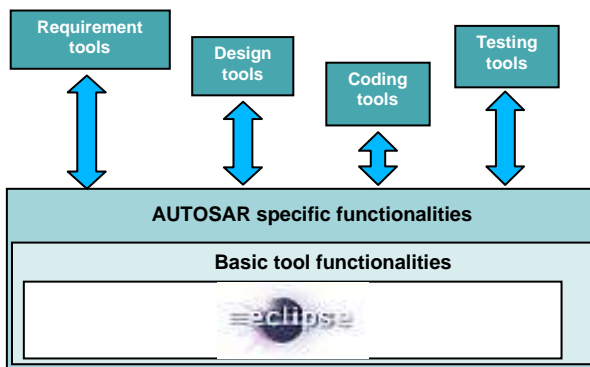 Requirement
tools
Design
tools
Coding
tools
Testing
tools
AUTOSAR specific functionalities
Basic tool functionalities
eclipse